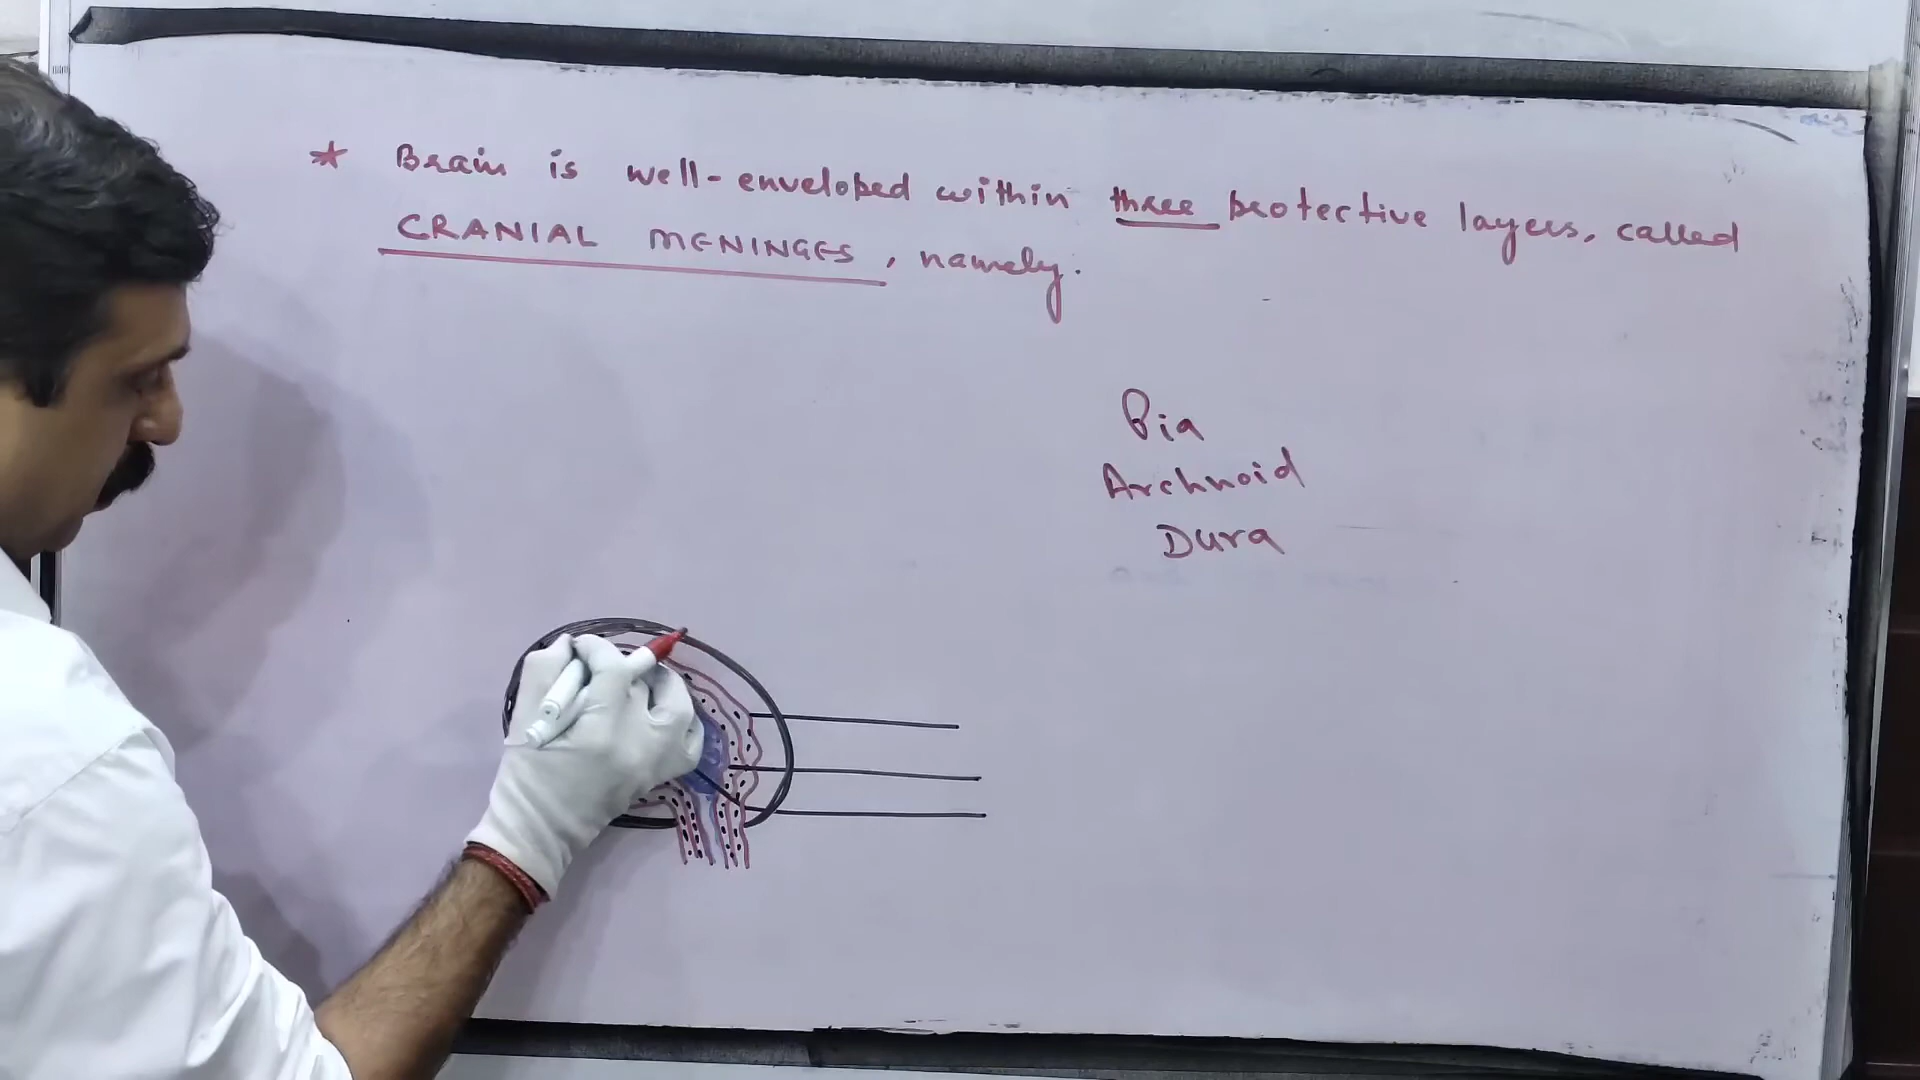 * Brain is well-enveloped within three protective layers, called
CRANIAL MENINGES, namely.
Pia
Archnoid
Dura